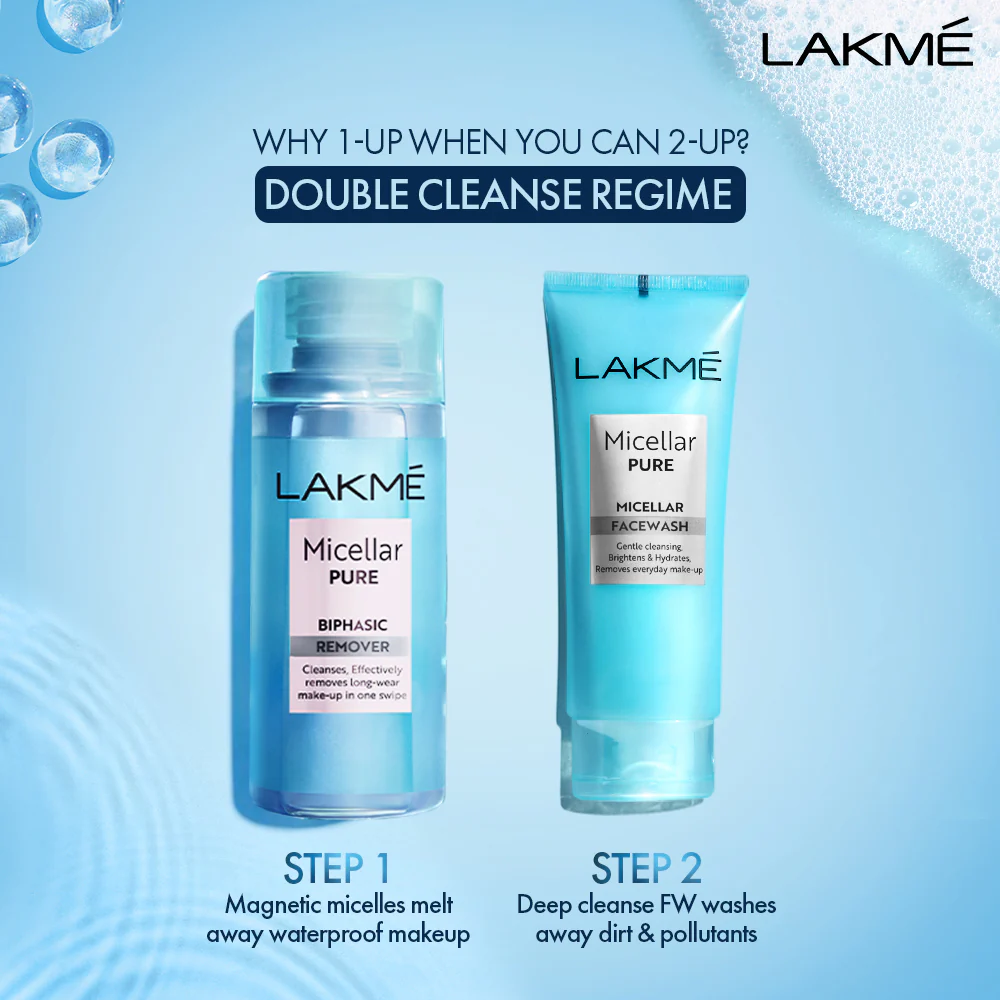 LAKMÉ
WHY 1-UP WHEN YOU CAN 2-UP?
DOUBLE CLEANSE REGIME
LAKMÉ
Micellar
PURE
BIPHASIC
REMOVER
Cleanses, Effectively
removes long-wear
make-up in one swipe
LAKMÉ
Micellar
PURE
MICELLAR
FACEWASH
Gentle cleansing,
Brightens & Hydrates,
Removes everyday make-up
STEP 1
Magnetic micelles melt
away waterproof makeup
STEP 2
Deep cleanse FW washes
away dirt & pollutants